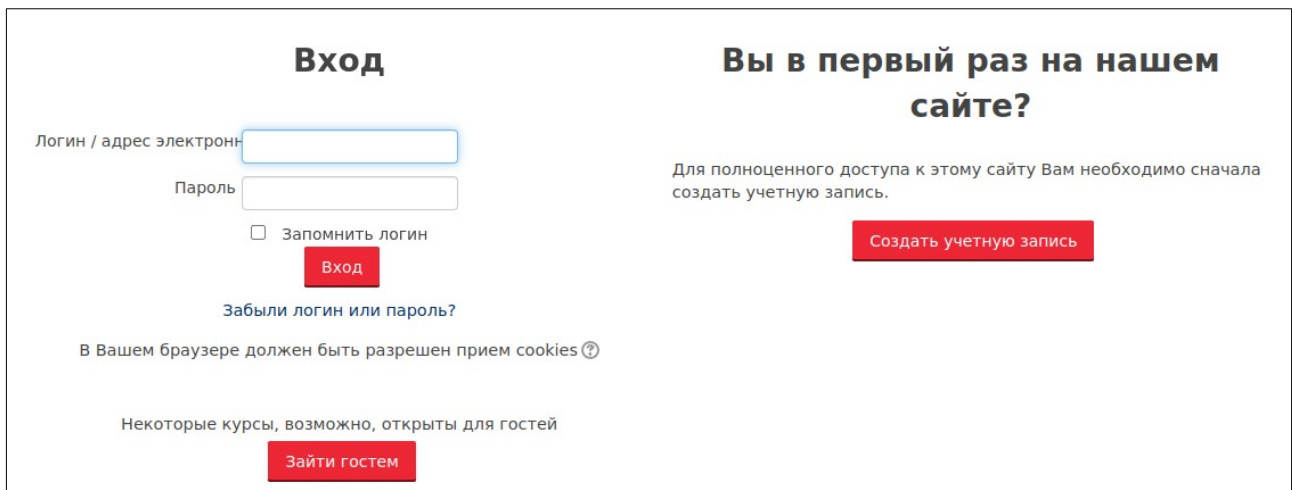 Вход
Логин / адрес электронн
Пароль
Запомнить логин
Вход
Забыли логин или пароль?
В Вашем браузере должен быть разрешен прием cookies
Некоторые курсы, возможно, открыты для гостей
Зайти гостем
Вы в первый раз на нашем
сайте?
Для полноценного доступа к этому сайту Вам необходимо сначала
создать учетную запись.
Создать учетную запись